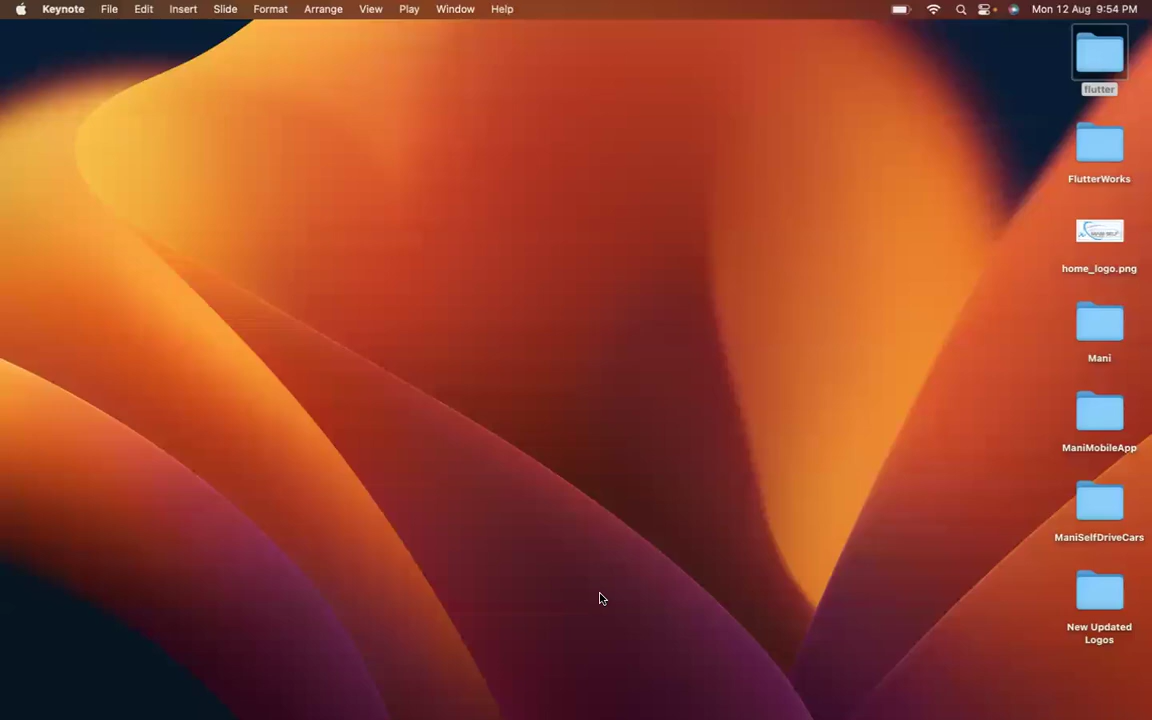 Keynote File Edit Insert Slide Format Arrange View Play Window Help Mon 12 Aug 9:54 PM
flutter
FlutterWorks
home_logo.png
Mani
ManiMobileApp
ManiSelfDriveCars
New Updated
Logos